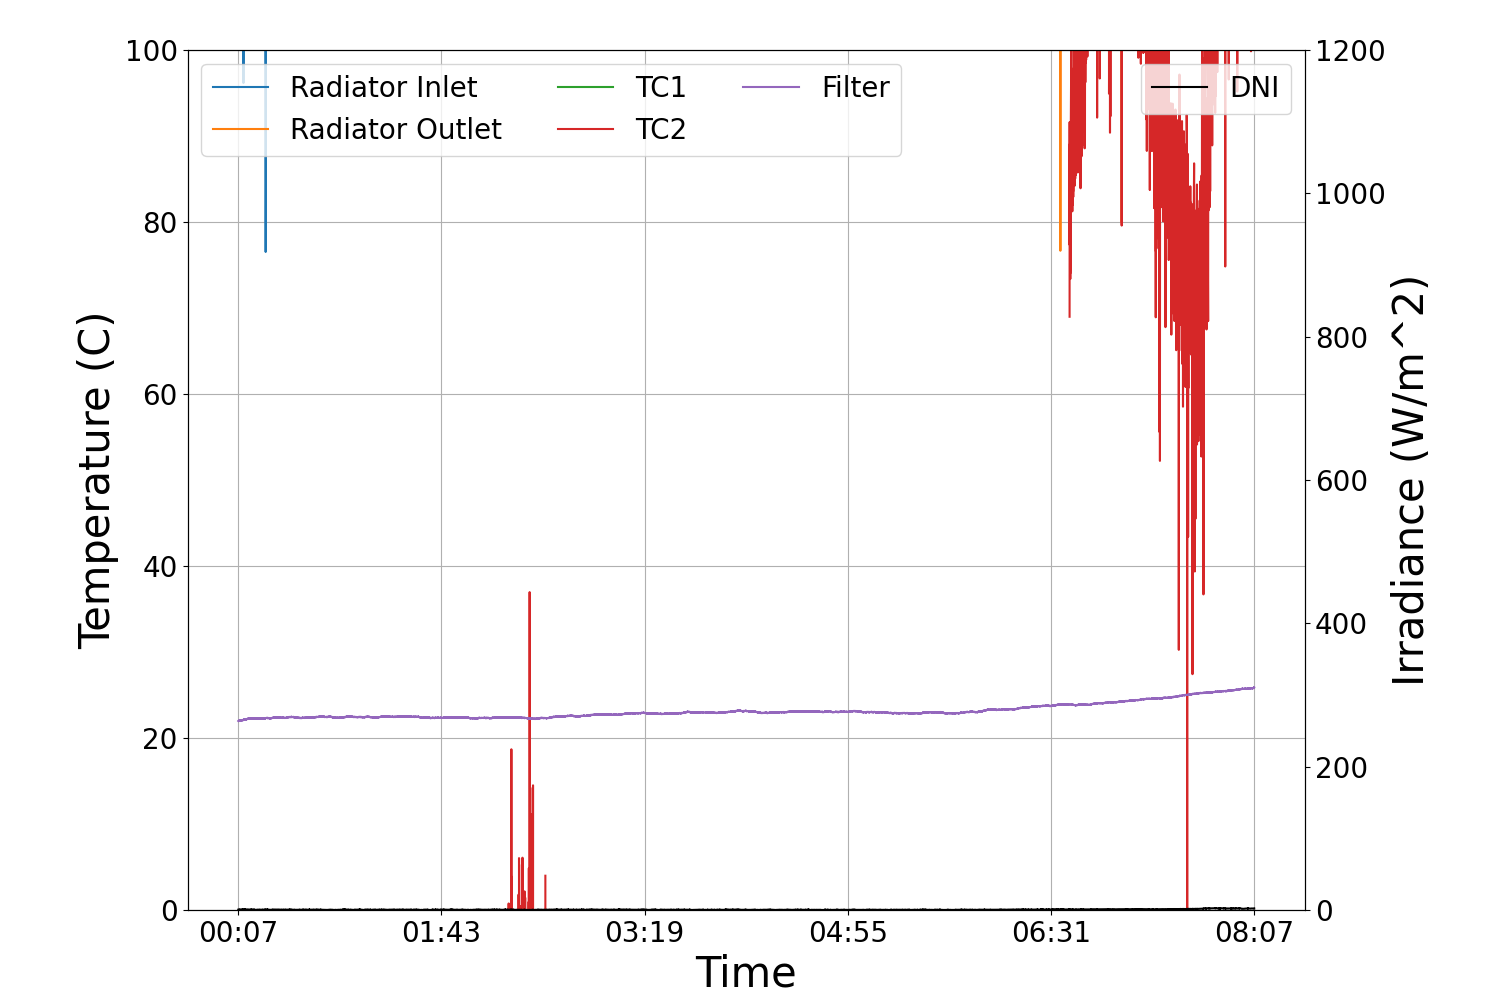 100
80
60
40
20
0
Temperature (C)
Radiator Inlet
Radiator Outlet
TC1
TC2
Filter
DNI
1200
1000
800
600
400
200
0
Irradiance (W/m^2)
00:07 01:43 03:19 04:55 06:31 08:07
Time